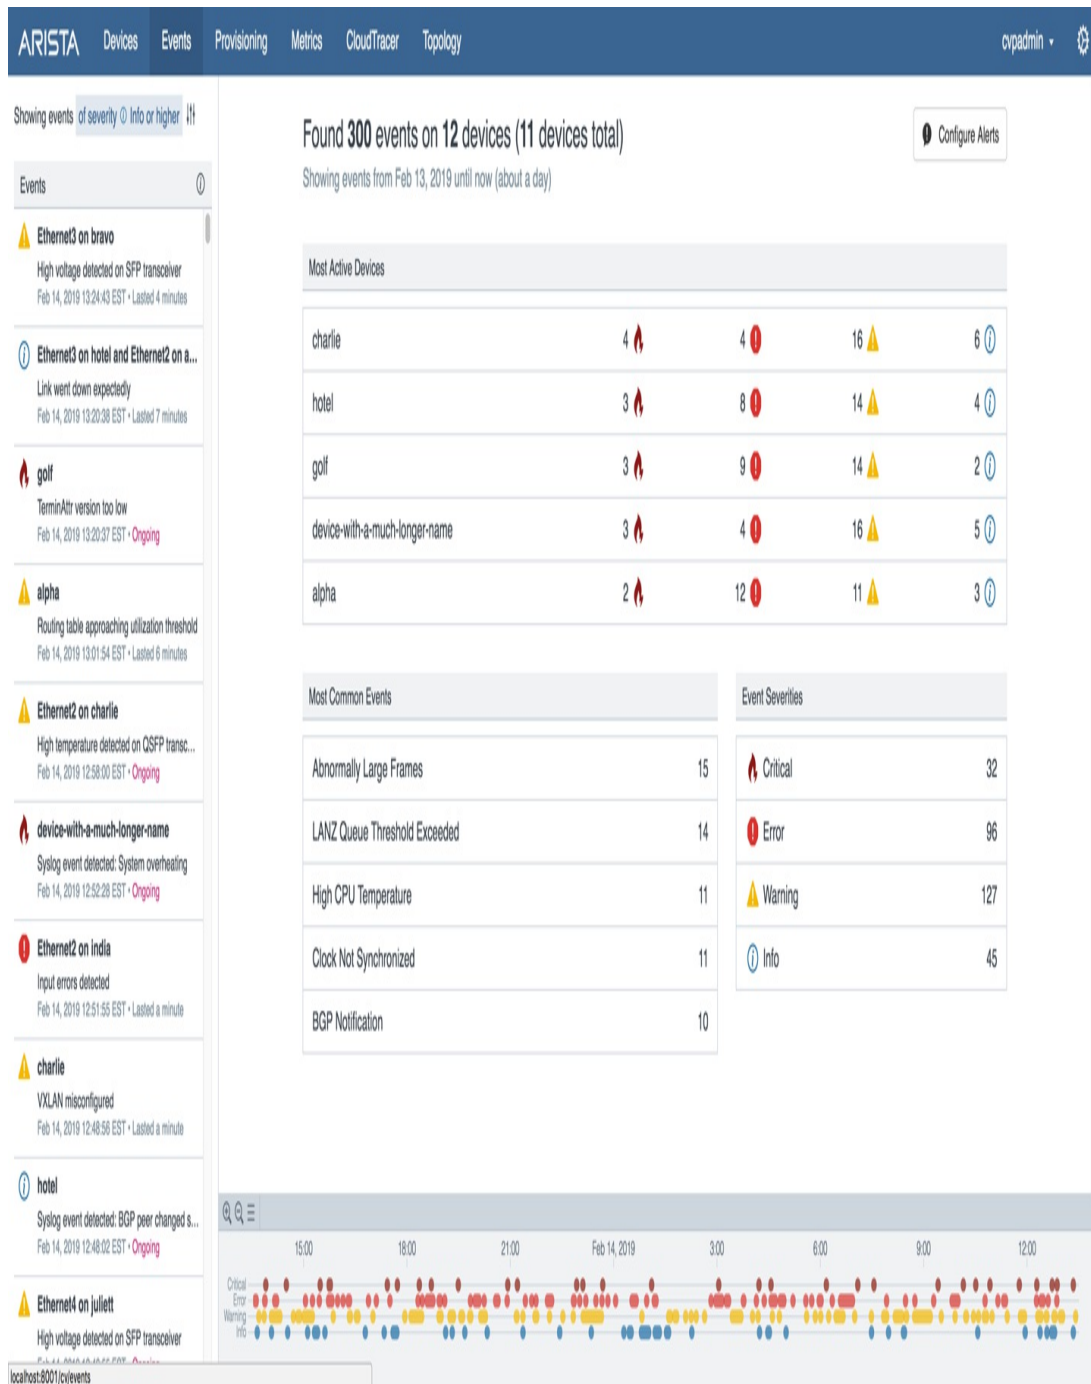 ARISTA Devices Events Provisioning Metrics CloudTracer Topology cvpadmin
Showing events of severity Info or higher
Events
Ethernet3 on bravo
High voltage detected on SFP transceiver
Feb 14, 2019 13:24:43 EST • Lasted 4 minutes
Ethernet3 on hotel and Ethernet2 on a...
Link went down expectedly
Feb 14, 2019 13:20:38 EST • Lasted 7 minutes
golf
TerminAttr version too low
Feb 14, 2019 13:20:37 EST • Ongoing
alpha
Routing table approaching utilization threshold
Feb 14, 2019 13:01:54 EST • Lasted 6 minutes
Ethernet2 on charlie
High temperature detected on QSFP transc...
Feb 14, 2019 12:58:00 EST • Ongoing
device-with-a-much-longer-name
Syslog event detected: System overheating
Feb 14, 2019 12:52:28 EST • Ongoing
Ethernet2 on india
Input errors detected
Feb 14, 2019 12:51:55 EST • Lasted a minute
charlie
VXLAN misconfigured
Feb 14, 2019 12:48:56 EST • Lasted a minute
hotel
Syslog event detected: BGP peer changed s...
Feb 14, 2019 12:48:02 EST • Ongoing
Ethernet4 on juliett
High voltage detected on SFP transceiver
localhost:8001/cv/events
Found 300 events on 12 devices (11 devices total)
Showing events from Feb 13, 2019 until now (about a day)
Configure Alerts
Most Active Devices
charlie 4 4 16 6
hotel 3 8 14 4
golf 3 9 14 2
device-with-a-much-longer-name 3 4 16 5
alpha 2 12 11 3
Most Common Events
Abnormally Large Frames 15
LANZ Queue Threshold Exceeded 14
High CPU Temperature 11
Clock Not Synchronized 11
BGP Notification 10
Event Severities
Critical 32
Error 96
Warning 127
Info 45
15:00 18:00 21:00 Feb 14, 2019 3:00 6:00 9:00 12:00
Critical
Error
Warning
Info